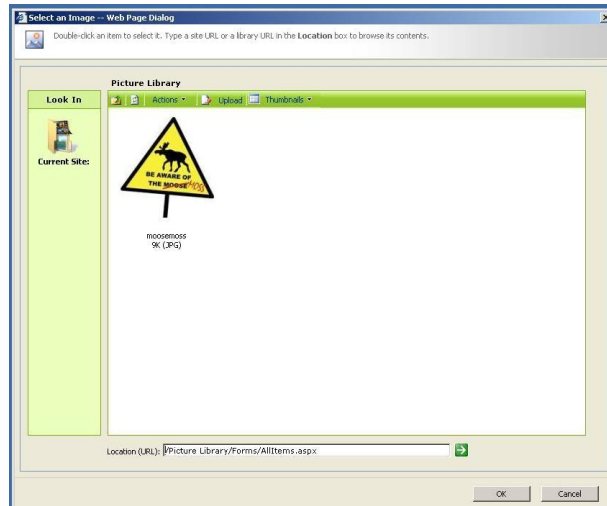 Select an Image -- Web Page Dialog
Double-click an item to select it. Type a site URL or a library URL in the Location box to browse its contents.
Picture Library
Look In
Actions
Upload
Thumbnails
Current Site:
BE AWARE OF
THE MOOSE MOSS
moosemoss
9K (JPG)
Location (URL): /Picture Library/Forms/AllItems.aspx
OK
Cancel